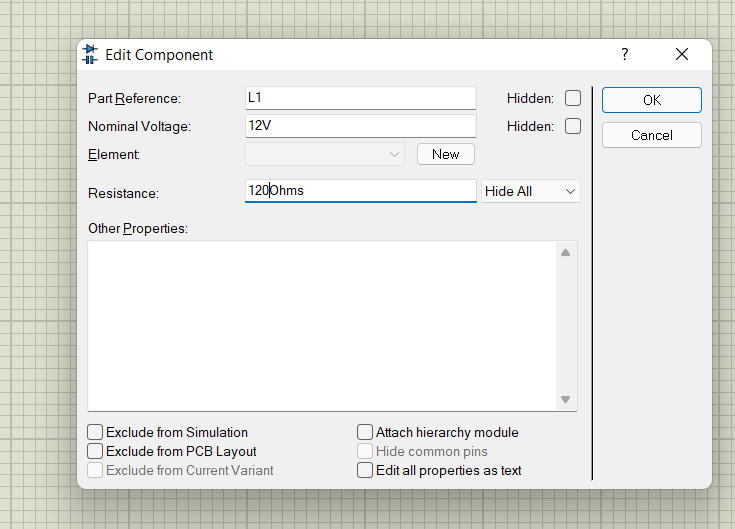 Edit Component
?
Part Reference: L1 Hidden:
OK
Nominal Voltage: 12V Hidden:
Cancel
Element: New
Resistance: 120Ohms Hide All
Other Properties:
Exclude from Simulation Attach hierarchy module
Exclude from PCB Layout Hide common pins
Exclude from Current Variant Edit all properties as text